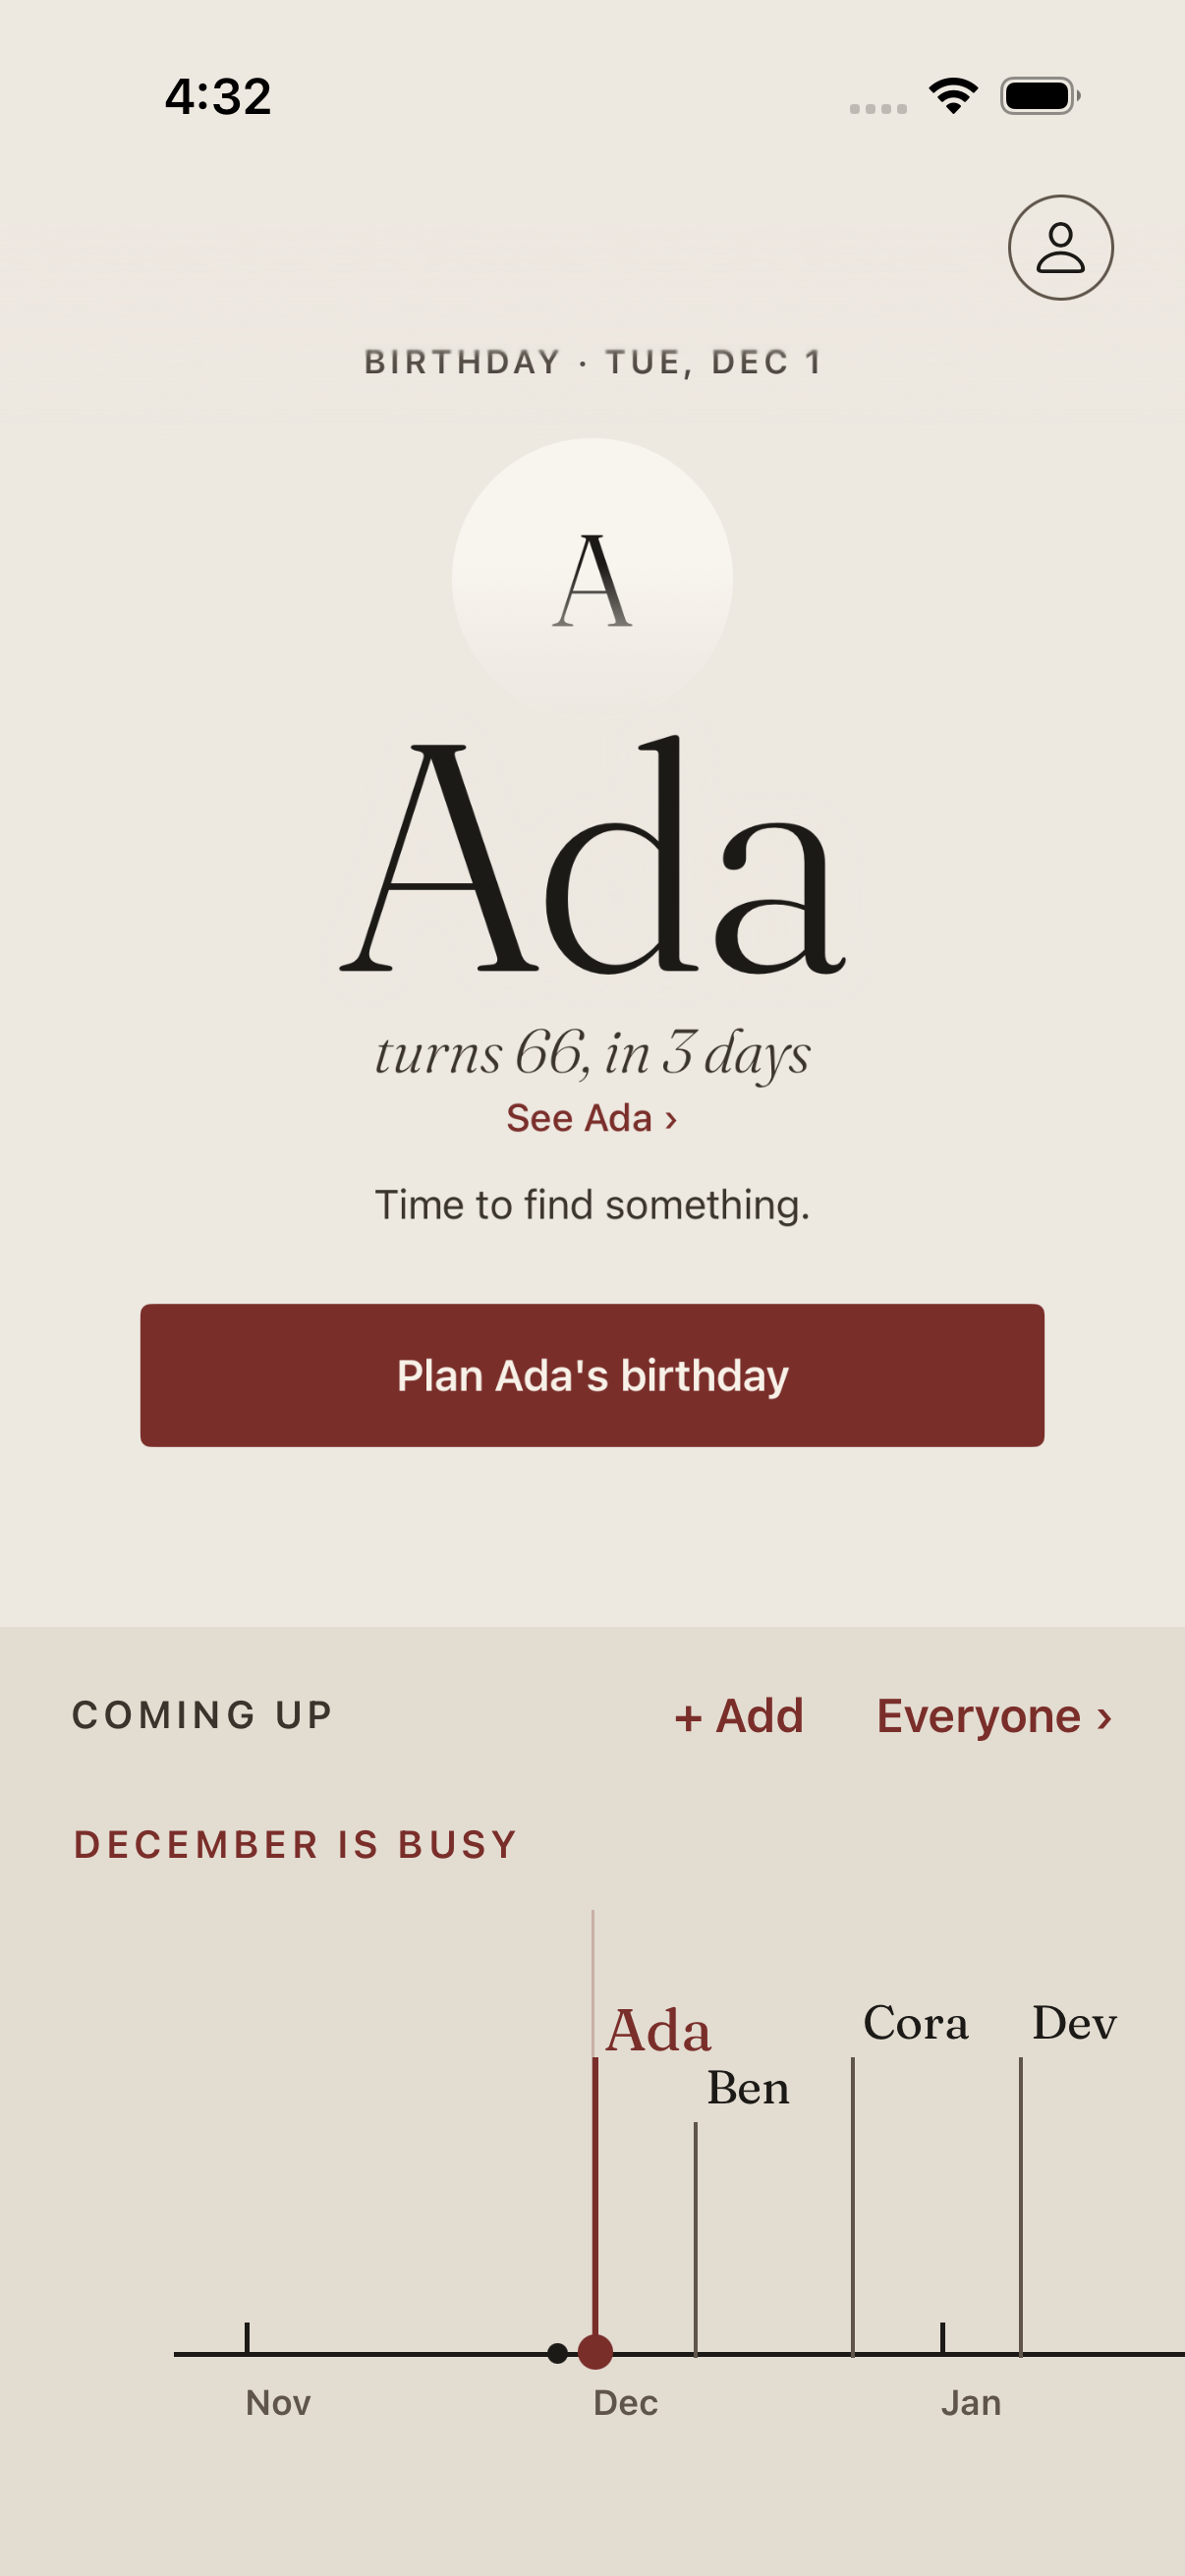 4:32
BIRTHDAY · TUE, DEC 1
A
Ada
turns 66, in 3 days
See Ada ›
Time to find something.
Plan Ada's birthday
COMING UP
+ Add
Everyone ›
DECEMBER IS BUSY
Ada
Ben
Cora
Dev
Nov
Dec
Jan